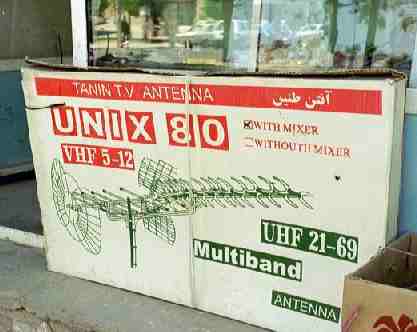 TANIN T.V ANTENNA آنتن طنین
UNIX 80
WITH MIXER
WITHOUTH MIXER
VHF 5-12
UHF 21-69
Multiband
ANTENNA